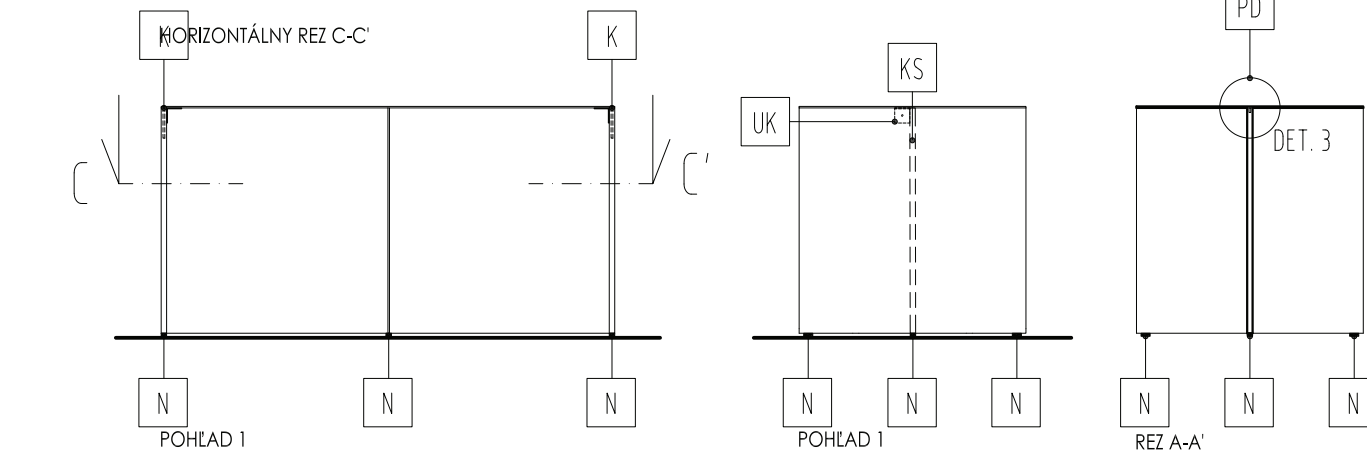 HORIZONTÁLNY REZ C-C'
K
K
KS
UK
PD
DET. 3
C
C'
N
N
N
POHĽAD 1
N
N
N
POHĽAD 1
N
N
N
REZ A-A'